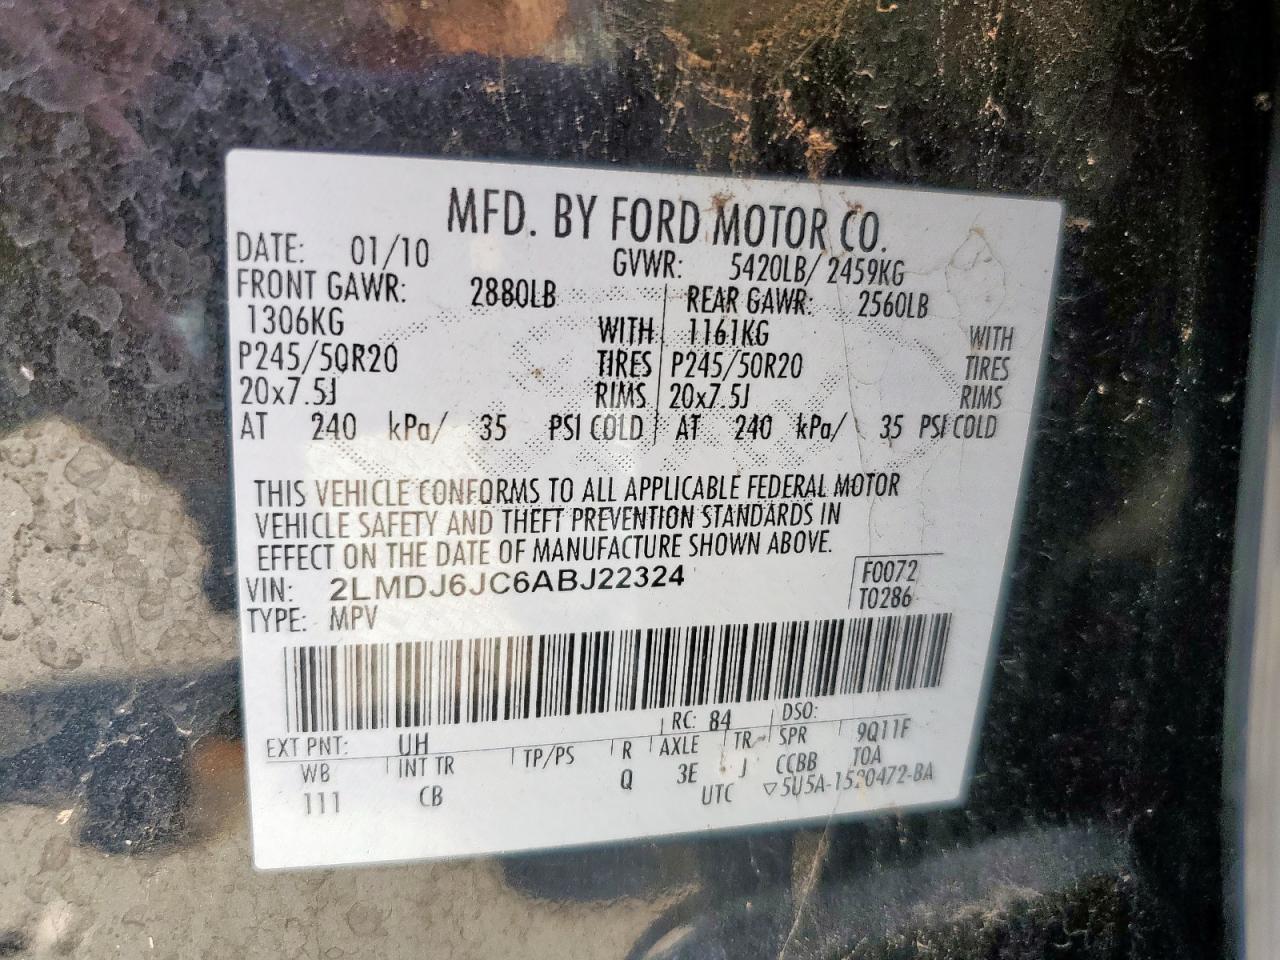 MFD. BY FORD MOTOR CO.
DATE: 01/10 GVWR: 5420LB/ 2459KG
FRONT GAWR: 2880LB REAR GAWR: 2560LB
1306KG WITH 1161KG WITH
P245/50R20 TIRES P245/50R20 TIRES
20x7.5J RIMS 20x7.5J RIMS
AT 240 kPa/ 35 PSI COLD AT 240 kPa/ 35 PSI COLD
THIS VEHICLE CONFORMS TO ALL APPLICABLE FEDERAL MOTOR
VEHICLE SAFETY AND THEFT PREVENTION STANDARDS IN
EFFECT ON THE DATE OF MANUFACTURE SHOWN ABOVE.
VIN: 2LMDJ6JC6ABJ22324 F0072
TYPE: MPV T0286
EXT PNT: UH RC: 84 DSO:
WB INT TR TP/PS R AXLE TR SPR 9Q11F
111 CB Q 3E J CCBB TOA
UTC ▽5U5A-1520472-BA